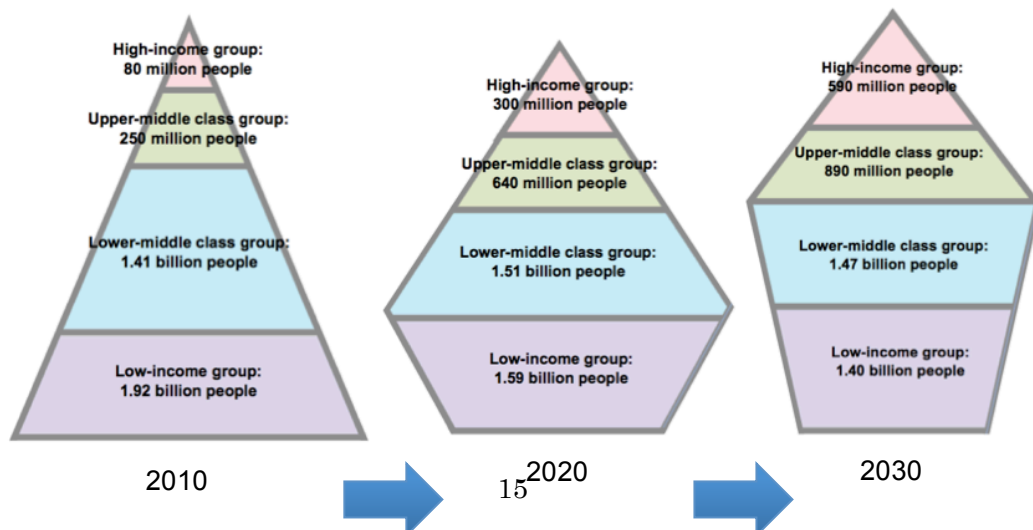 High-income group:
80 million people
Upper-middle class group:
250 million people
Lower-middle class group:
1.41 billion people
Low-income group:
1.92 billion people
2010
High-income group:
300 million people
Upper-middle class group:
640 million people
Lower-middle class group:
1.51 billion people
Low-income group:
1.59 billion people
2020
15
High-income group:
590 million people
Upper-middle class group:
890 million people
Lower-middle class group:
1.47 billion people
Low-income group:
1.40 billion people
2030